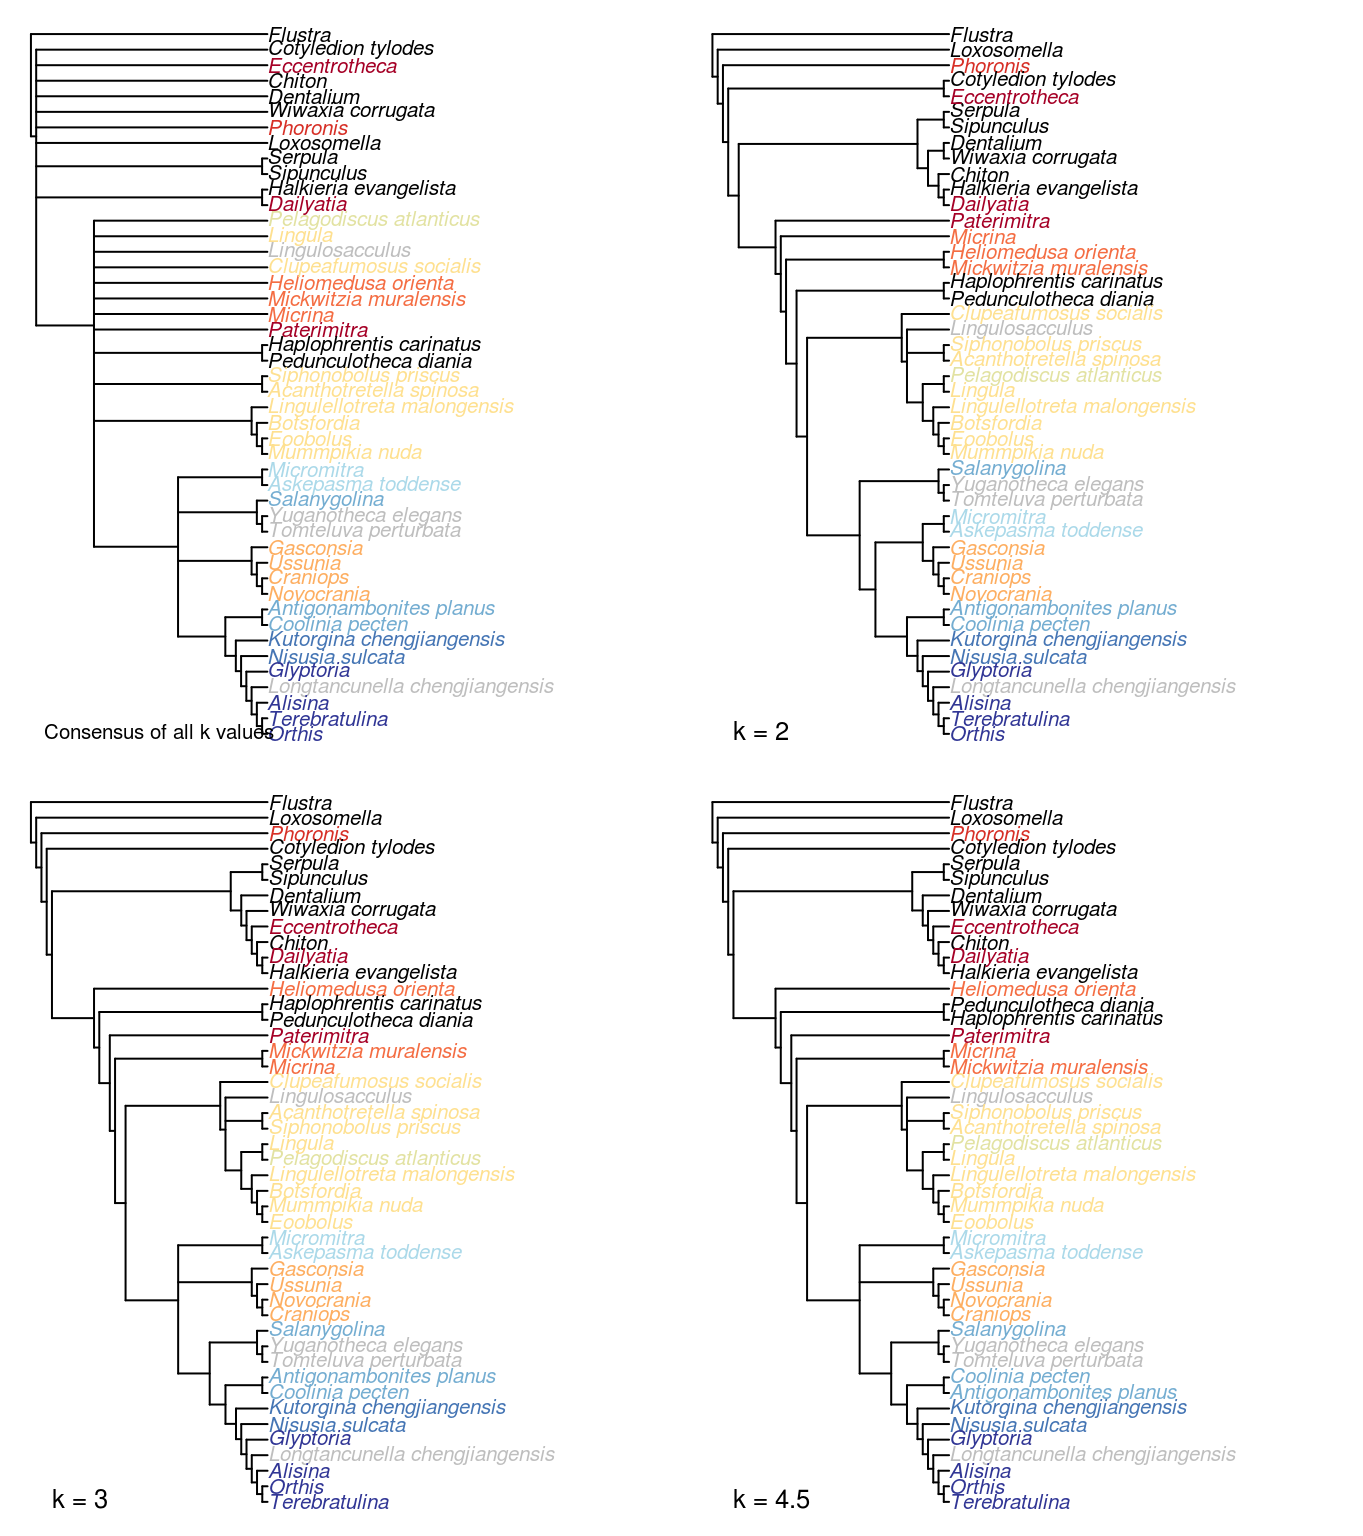 Flustra
Cotyledion tylodes
Eccentrotheca
Chiton
Dentalium
Wiwaxia corrugata
Phoronis
Loxosomella
Serpula
Sipunculus
Halkieria evangelista
Dailyatia
Pelagodiscus atlanticus
Lingula
Lingulosacculus
Clupeafumosus socialis
Heliomedusa orienta
Mickwitzia muralensis
Micrina
Paterimitra
Haplophrentis carinatus
Pedunculotheca diania
Siphonobolus priscus
Acanthotretella spinosa
Lingulellotreta malongensis
Botsfordia
Eoobolus
Mummpikia nuda
Micromitra
Askepasma toddense
Salanygolina
Yuganotheca elegans
Tomteluva perturbata
Gasconsia
Ussunia
Craniops
Novocrania
Antigonambonites planus
Coolinia pecten
Kutorgina chengjiangensis
Nisusia sulcata
Glyptoria
Longtancunella chengjiangensis
Alisina
Terebratulina
Orthis
Consensus of all k values
Flustra
Loxosomella
Phoronis
Cotyledion tylodes
Eccentrotheca
Serpula
Sipunculus
Dentalium
Wiwaxia corrugata
Chiton
Halkieria evangelista
Dailyatia
Paterimitra
Micrina
Heliomedusa orienta
Mickwitzia muralensis
Haplophrentis carinatus
Pedunculotheca diania
Clupeafumosus socialis
Lingulosacculus
Siphonobolus priscus
Acanthotretella spinosa
Pelagodiscus atlanticus
Lingula
Lingulellotreta malongensis
Botsfordia
Eoobolus
Mummpikia nuda
Salanygolina
Yuganotheca elegans
Tomteluva perturbata
Micromitra
Askepasma toddense
Gasconsia
Ussunia
Craniops
Novocrania
Antigonambonites planus
Coolinia pecten
Kutorgina chengjiangensis
Nisusia sulcata
Glyptoria
Longtancunella chengjiangensis
Alisina
Terebratulina
Orthis
k = 2
Flustra
Loxosomella
Phoronis
Cotyledion tylodes
Serpula
Sipunculus
Dentalium
Wiwaxia corrugata
Eccentrotheca
Chiton
Dailyatia
Halkieria evangelista
Heliomedusa orienta
Haplophrentis carinatus
Pedunculotheca diania
Paterimitra
Mickwitzia muralensis
Micrina
Clupeafumosus socialis
Lingulosacculus
Acanthotretella spinosa
Siphonobolus priscus
Lingula
Pelagodiscus atlanticus
Lingulellotreta malongensis
Botsfordia
Mummpikia nuda
Eoobolus
Micromitra
Askepasma toddense
Gasconsia
Ussunia
Novocrania
Craniops
Salanygolina
Yuganotheca elegans
Tomteluva perturbata
Antigonambonites planus
Coolinia pecten
Kutorgina chengjiangensis
Nisusia sulcata
Glyptoria
Longtancunella chengjiangensis
Alisina
Orthis
Terebratulina
k = 3
Flustra
Loxosomella
Phoronis
Cotyledion tylodes
Serpula
Sipunculus
Dentalium
Wiwaxia corrugata
Eccentrotheca
Chiton
Dailyatia
Halkieria evangelista
Heliomedusa orienta
Pedunculotheca diania
Haplophrentis carinatus
Paterimitra
Micrina
Mickwitzia muralensis
Clupeafumosus socialis
Lingulosacculus
Siphonobolus priscus
Acanthotretella spinosa
Pelagodiscus atlanticus
Lingula
Lingulellotreta malongensis
Botsfordia
Mummpikia nuda
Eoobolus
Micromitra
Askepasma toddense
Gasconsia
Ussunia
Novocrania
Craniops
Salanygolina
Yuganotheca elegans
Tomteluva perturbata
Coolinia pecten
Antigonambonites planus
Kutorgina chengjiangensis
Nisusia sulcata
Glyptoria
Longtancunella chengjiangensis
Alisina
Orthis
Terebratulina
k = 4.5